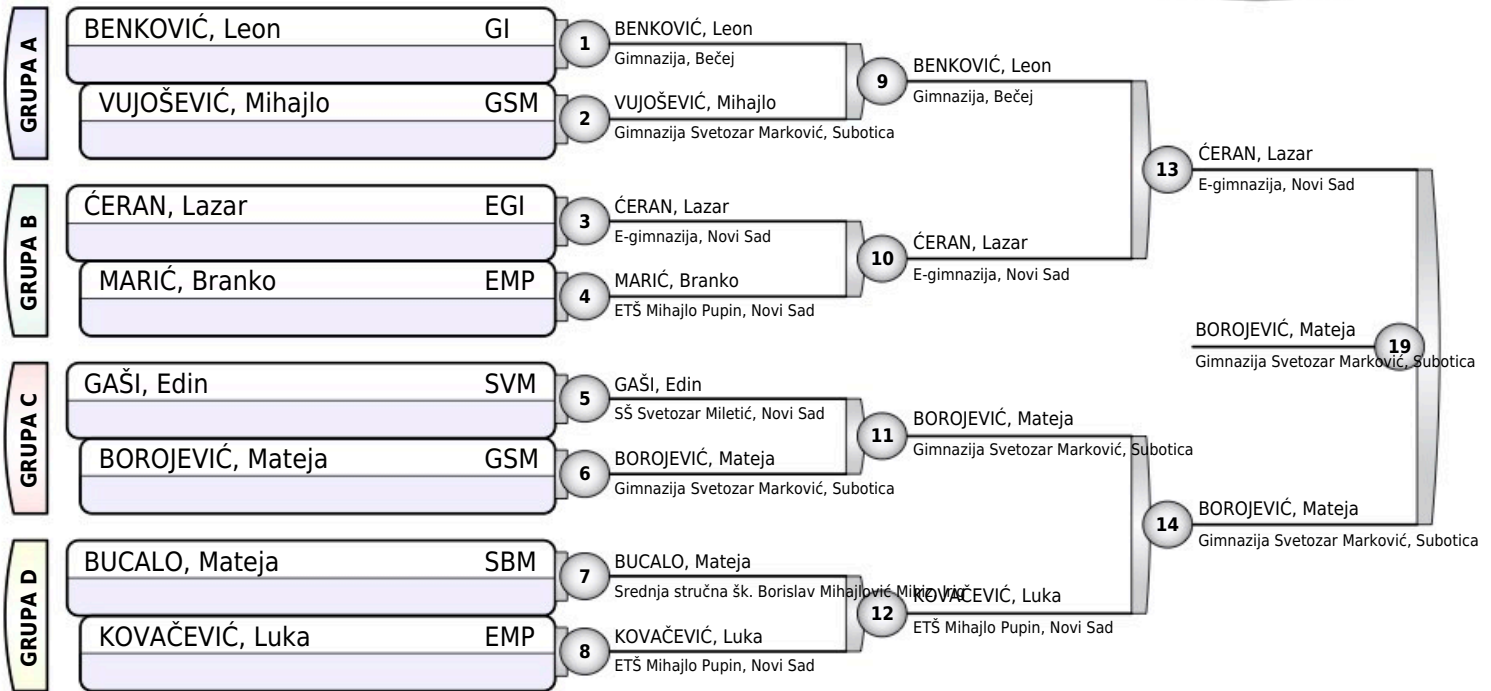 GRUPA A
BENKOVIĆ, Leon GI
VUJOŠEVIĆ, Mihajlo GSM
GRUPA B
ĆERAN, Lazar EGI
MARIĆ, Branko EMP
GRUPA C
GAŠI, Edin SVM
BOROJEVIĆ, Mateja GSM
GRUPA D
BUCALO, Mateja SBM
KOVAČEVIĆ, Luka EMP
1
BENKOVIĆ, Leon
Gimnazija, Bečej
2
VUJOŠEVIĆ, Mihajlo
Gimnazija Svetozar Marković, Subotica
3
ĆERAN, Lazar
E-gimnazija, Novi Sad
4
MARIĆ, Branko
ETŠ Mihajlo Pupin, Novi Sad
5
GAŠI, Edin
SŠ Svetozar Miletić, Novi Sad
6
BOROJEVIĆ, Mateja
Gimnazija Svetozar Marković, Subotica
7
BUCALO, Mateja
Srednja stručna šk. Borislav Mihajlović Mihiz, Irig
8
KOVAČEVIĆ, Luka
ETŠ Mihajlo Pupin, Novi Sad
9
BENKOVIĆ, Leon
Gimnazija, Bečej
10
ĆERAN, Lazar
E-gimnazija, Novi Sad
11
BOROJEVIĆ, Mateja
Gimnazija Svetozar Marković, Subotica
12
KOVAČEVIĆ, Luka
ETŠ Mihajlo Pupin, Novi Sad
13
ĆERAN, Lazar
E-gimnazija, Novi Sad
14
BOROJEVIĆ, Mateja
Gimnazija Svetozar Marković, Subotica
BOROJEVIĆ, Mateja
19
Gimnazija Svetozar Marković, Subotica